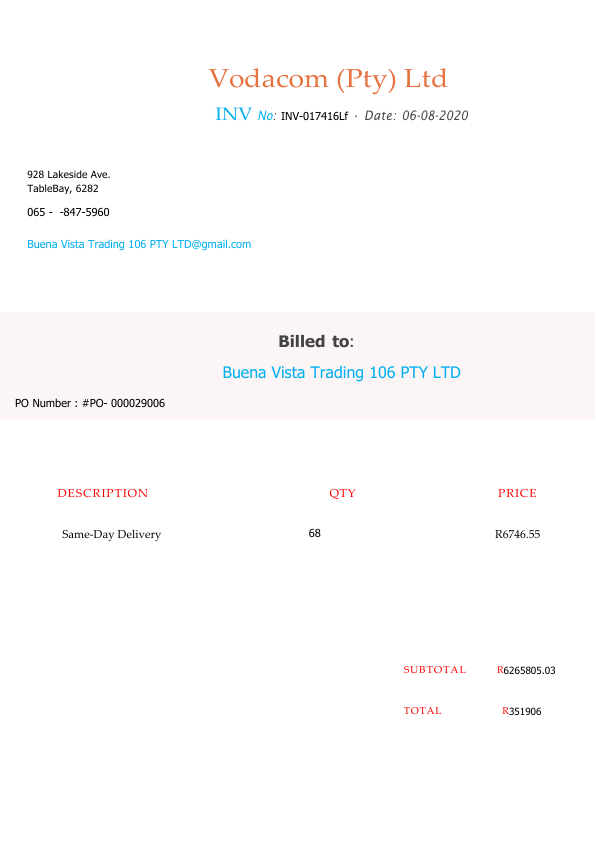 Vodacom (Pty) Ltd
INV No: INV-017416Lf · Date: 06-08-2020
928 Lakeside Ave.
TableBay, 6282
065 -  -847-5960
Buena Vista Trading 106 PTY LTD@gmail.com
Billed to:
Buena Vista Trading 106 PTY LTD
PO Number : #PO- 000029006
DESCRIPTION QTY PRICE
Same-Day Delivery 68 R6746.55
SUBTOTAL R6265805.03
TOTAL R351906